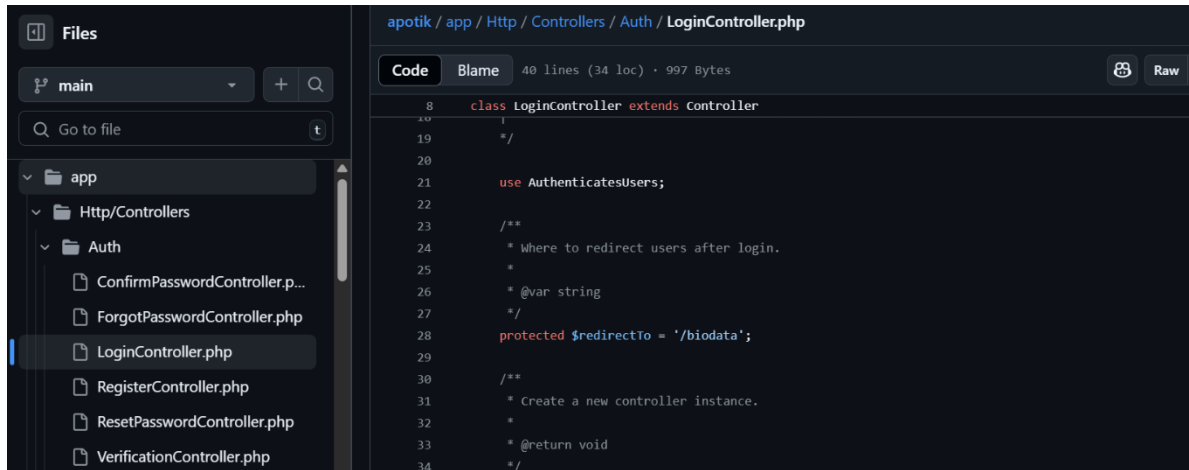 Files
main
Go to file
t
app
Http/Controllers
Auth
ConfirmPasswordController.p...
ForgotPasswordController.php
LoginController.php
RegisterController.php
ResetPasswordController.php
VerificationController.php
apotik / app / Http / Controllers / Auth / LoginController.php
Code Blame 40 lines (34 loc) · 997 Bytes Raw
8 class LoginController extends Controller
19 */
20
21 use AuthenticatesUsers;
22
23 /**
24 * Where to redirect users after login.
25 *
26 * @var string
27 */
28 protected $redirectTo = '/biodata';
29
30 /**
31 * Create a new controller instance.
32 *
33 * @return void
34 */